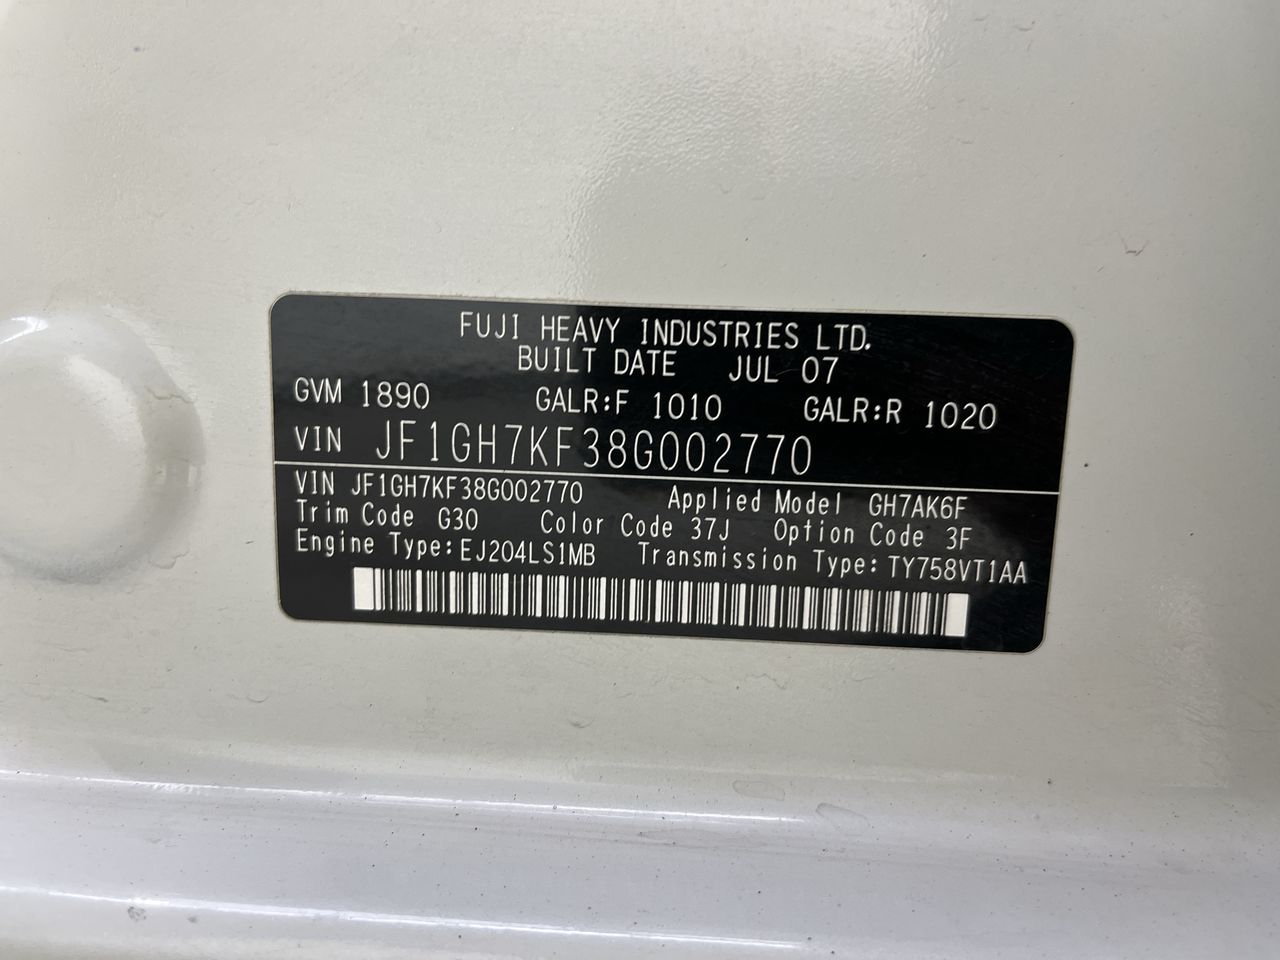 FUJI HEAVY INDUSTRIES LTD.
BUILT DATE JUL 07
GVM 1890 GALR:F 1010 GALR:R 1020
VIN JF1GH7KF38G002770
VIN JF1GH7KF38G002770 Applied Model GH7AK6F
Trim Code G30 Color Code 37J Option Code 3F
Engine Type:EJ204LS1MB Transmission Type:TY758VT1AA